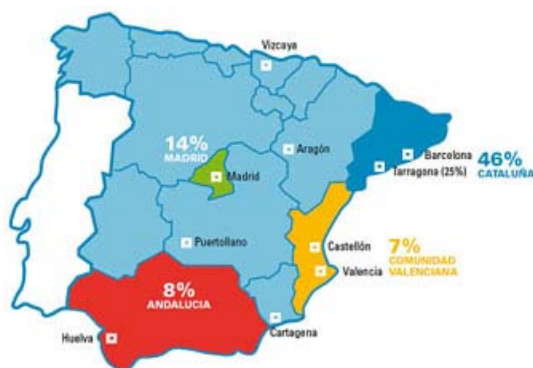 Vizcaya
14%
MADRID
Aragón
Barcelona
Tarragona (25%)
46%
CATALUÑA
Madrid
Puertollano
Castellón
Valencia
7%
COMUNIDAD
VALENCIANA
8%
ANDALUCIA
Huelva
Cartagena